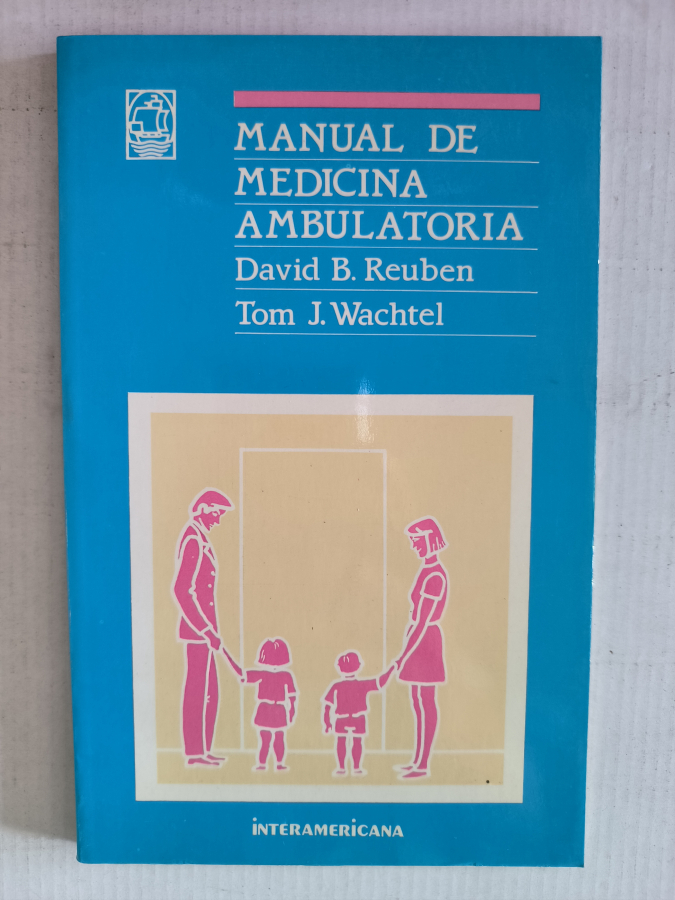 MANUAL DE
MEDICINA
AMBULATORIA
David B. Reuben
Tom J. Wachtel
INTERAMERICANA